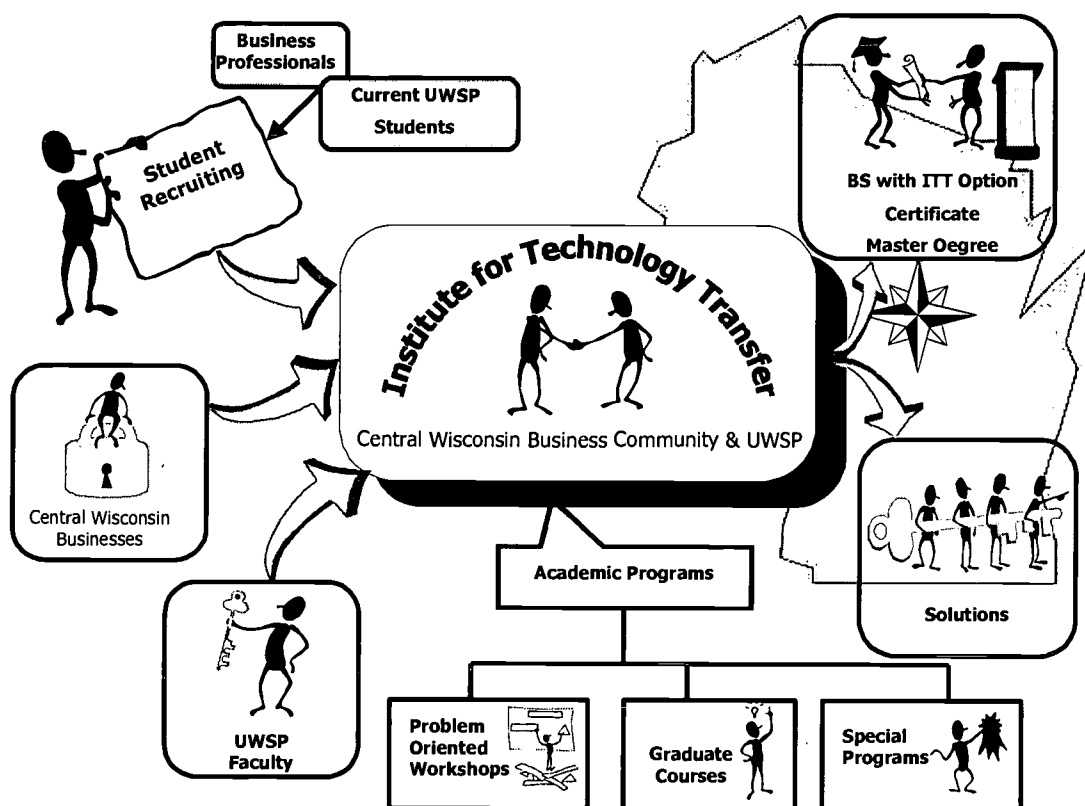 Business
Professionals
Current UWSP
Students
Student
Recruiting
BS with ITT Option
Certificate
Master Oegree
Institute for Technology Transfer
Central Wisconsin Business Community & UWSP
Central Wisconsin
Businesses
Academic Programs
Solutions
UWSP
Faculty
Problem
Oriented
Workshops
Graduate
Courses
Special
Programs